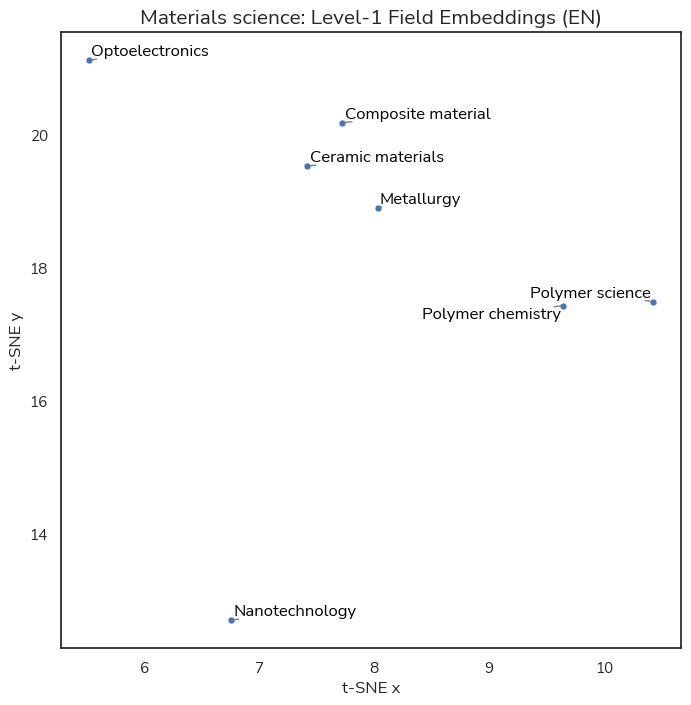 Materials science: Level-1 Field Embeddings (EN)
Optoelectronics
Composite material
Ceramic materials
Metallurgy
Polymer science
Polymer chemistry
Nanotechnology
20
18
16
14
t-SNE y
6
7
8
9
10
t-SNE x